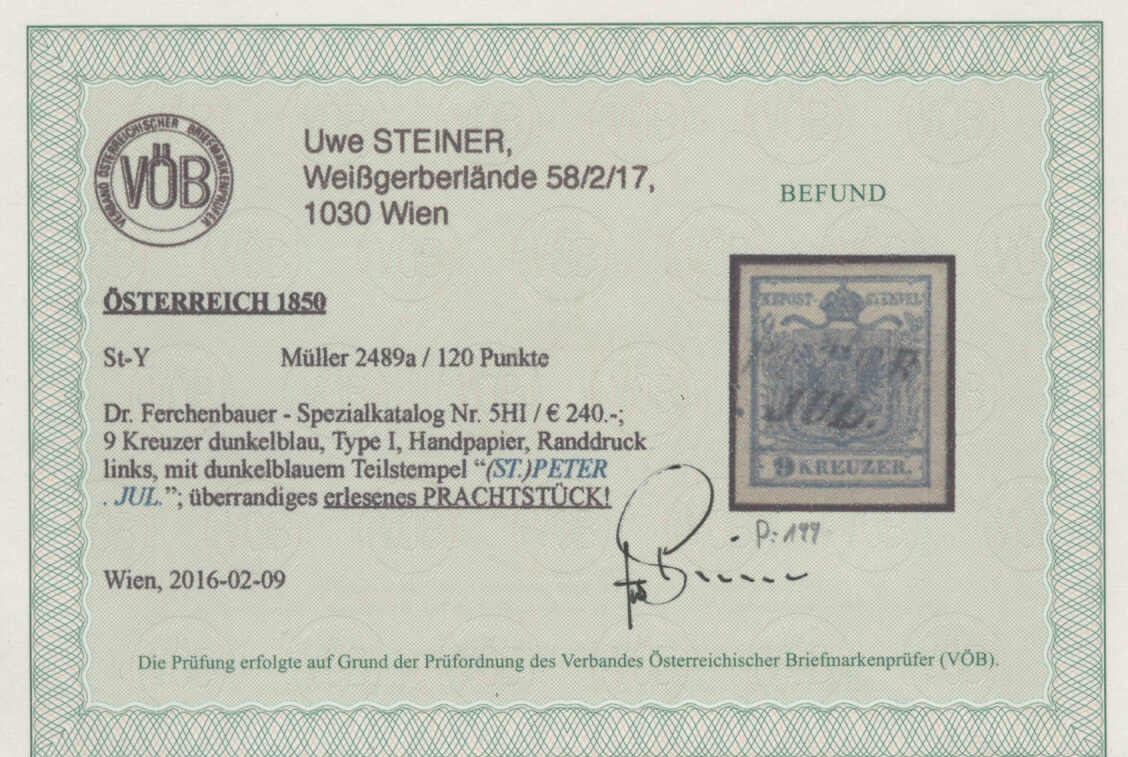 VERBAND ÖSTERREICHISCHER BRIEFMARKENPRÜFER
VÖB
Uwe STEINER,
Weißgerberlände 58/2/17,
1030 Wien
BEFUND
ÖSTERREICH 1850
St-Y Müller 2489a / 120 Punkte
Dr. Ferchenbauer - Spezialkatalog Nr. 5HI / € 240.-;
9 Kreuzer dunkelblau, Type I, Handpapier, Randdruck
links, mit dunkelblauem Teilstempel “(ST.)PETER
. JUL.”; überrandiges erlesenes PRACHTSTÜCK!
KKPOST-STEMPEL
JUL.
9 KREUZER.
P: 199
Wien, 2016-02-09
Die Prüfung erfolgte auf Grund der Prüfordnung des Verbandes Österreichischer Briefmarkenprüfer (VÖB).